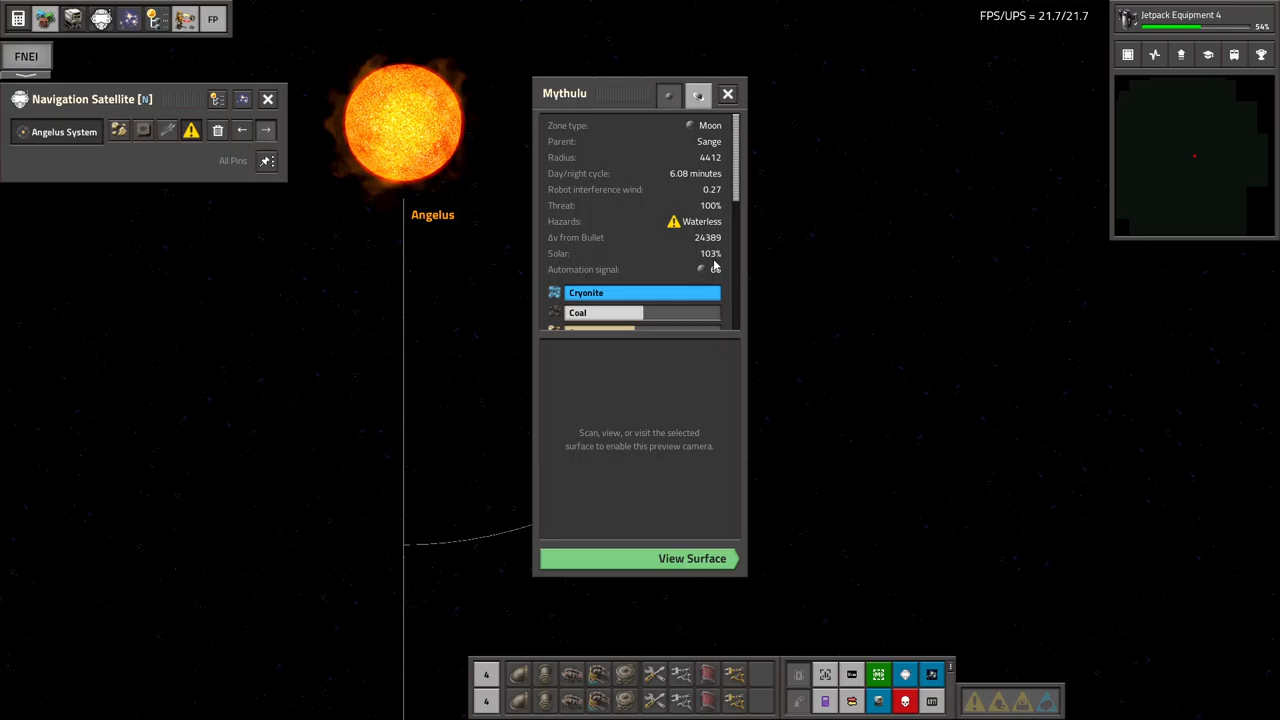 FP
FPS/UPS = 21.7/21.7
Jetpack Equipment 4
54%
FNEI
Navigation Satellite [N]
Angelus System
All Pins
Angelus
Mythulu
Zone type: Moon
Parent: Sange
Radius: 4412
Day/night cycle: 6.08 minutes
Robot interference wind: 0.27
Threat: 100%
Hazards: Waterless
Δv from Bullet 24389
Solar: 103%
Automation signal:
Cryonite
Coal
Scan, view, or visit the selected
surface to enable this preview camera.
View Surface
4
4